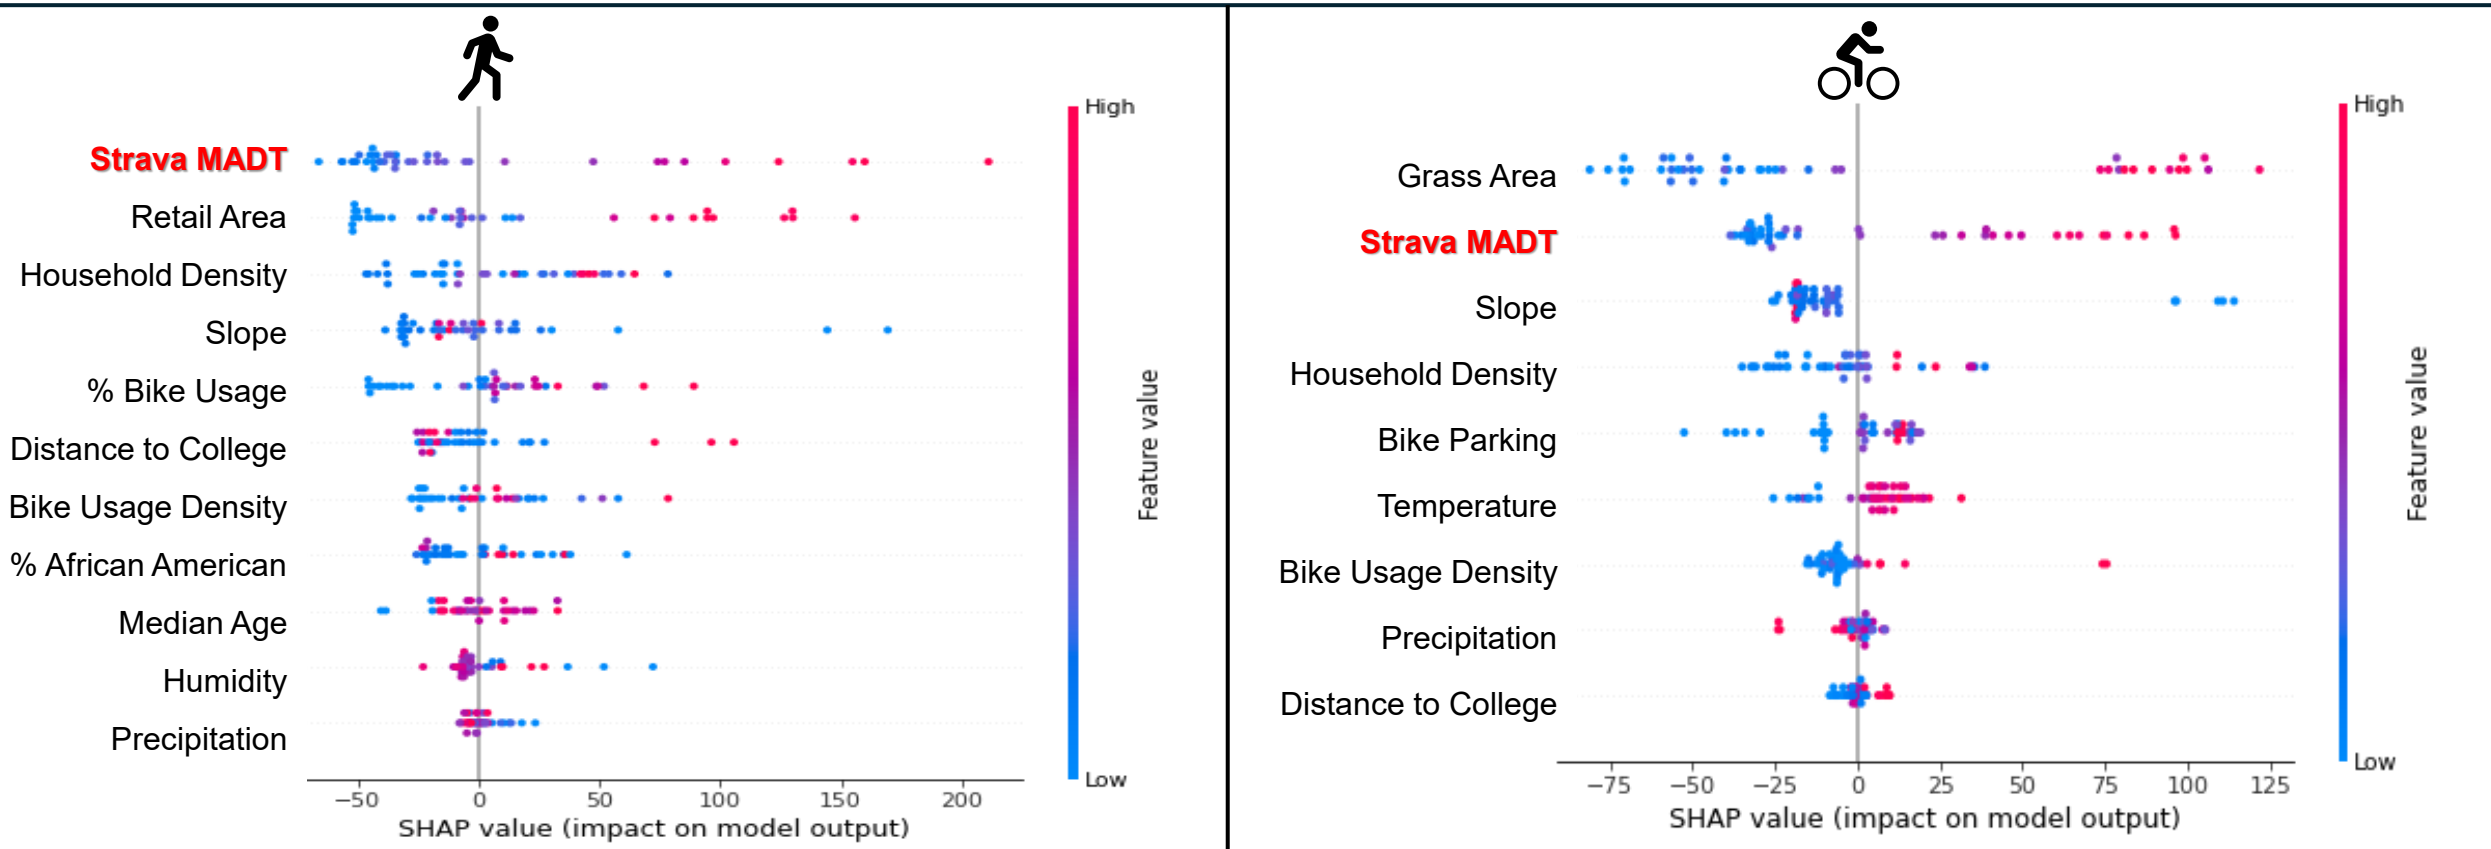 High
Strava MADT
Retail Area
Household Density
Slope
% Bike Usage
Distance to College
Bike Usage Density
% African American
Median Age
Humidity
Precipitation
Feature value
Low
−50 0 50 100 150 200
SHAP value (impact on model output)
High
Grass Area
Strava MADT
Slope
Household Density
Bike Parking
Temperature
Bike Usage Density
Precipitation
Distance to College
Feature value
Low
−75 −50 −25 0 25 50 75 100 125
SHAP value (impact on model output)